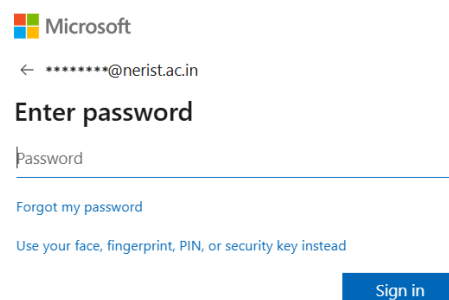 Microsoft
← ********@nerist.ac.in
Enter password
Password
Forgot my password
Use your face, fingerprint, PIN, or security key instead
Sign in